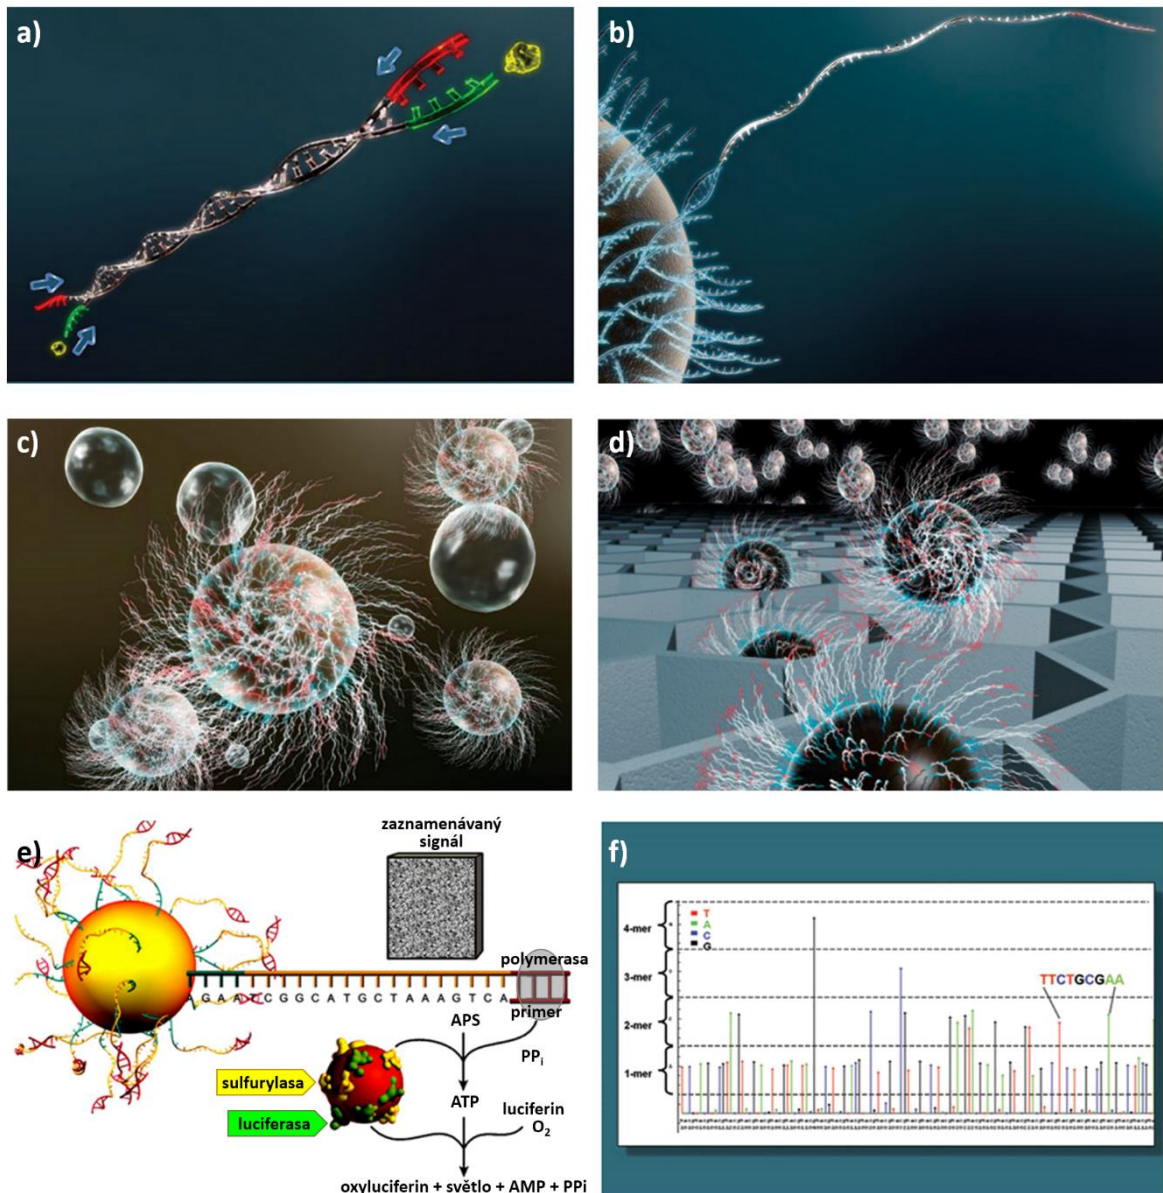 a)
b)
c)
d)
e)
zaznamenávaný
signál
polymerasa
AGAATCGGCATGCTAAAGTCA
primer
APS
PPi
sulfurylasa
ATP
luciferin
luciferasa
O2
oxyluciferin + světlo + AMP + PPi
f)
T
A
C
G
4-mer
3-mer
TTCTGCGAA
2-mer
1-mer